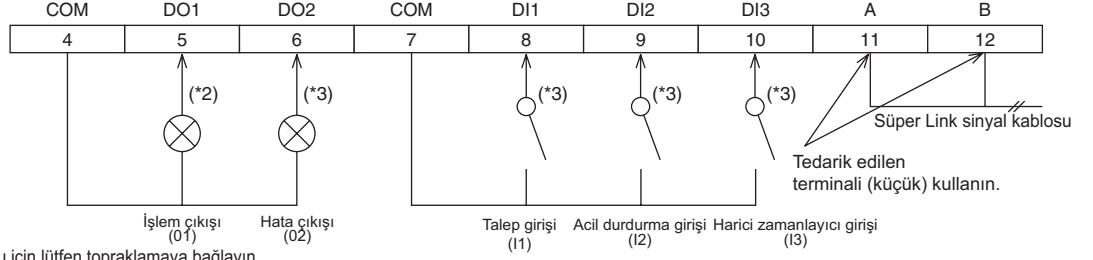 COM DO1 DO2 COM DI1 DI2 DI3 A B
4 5 6 7 8 9 10 11 12
(*2) (*3) (*3) (*3) (*3)
Süper Link sinyal kablosu
Tedarik edilen
terminali (küçük) kullanın.
İşlem çıkışı Hata çıkışı Talep girişi Acil durdurma girişi Harici zamanlayıcı girişi
(01) (02) (I1) (I2) (I3)
için lütfen topraklamaya bağlayın